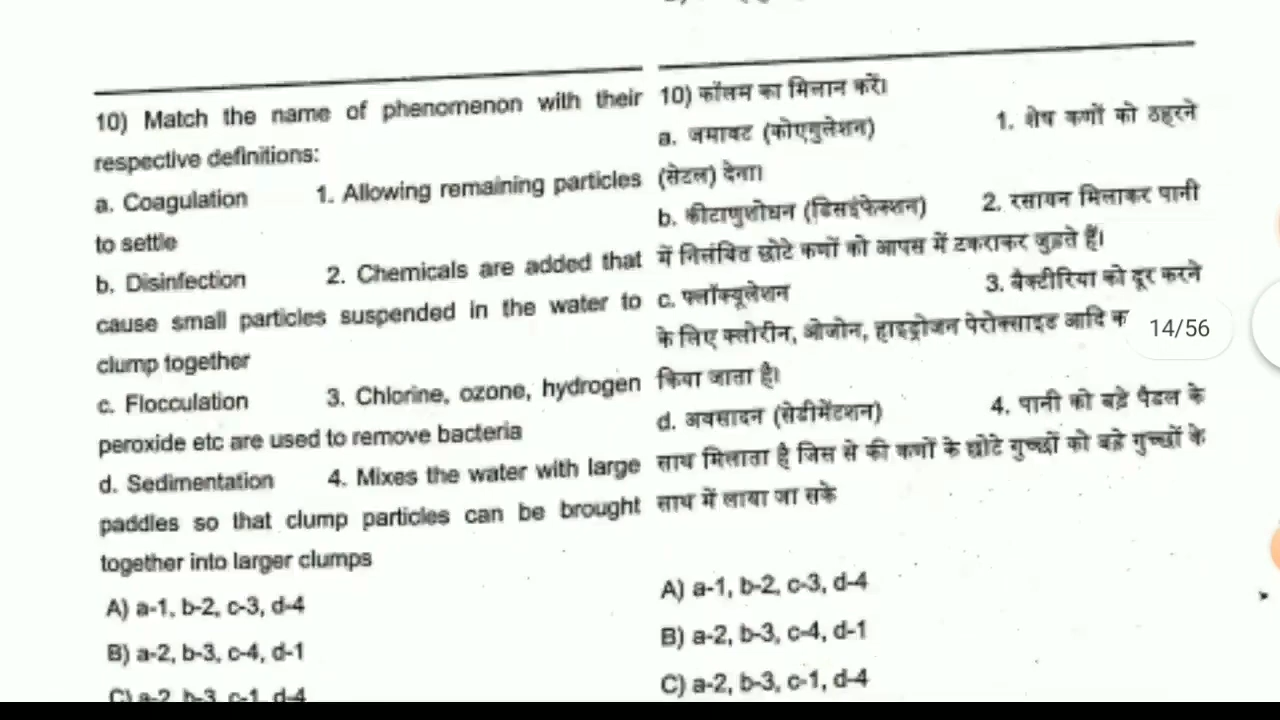 10) Match the name of phenomenon with their
respective definitions:
a. Coagulation 1. Allowing remaining particles
to settle
b. Disinfection 2. Chemicals are added that
cause small particles suspended in the water to
clump together
c. Flocculation 3. Chlorine, ozone, hydrogen
peroxide etc are used to remove bacteria
d. Sedimentation 4. Mixes the water with large
paddles so that clump particles can be brought
together into larger clumps
A) a-1, b-2, c-3, d-4
B) a-2, b-3, c-4, d-1
C) a-2, b-3, c-1, d-4
10) कॉलम का मिलान करें।
a. जमावट (कोएगुलेशन) 1. शेष कणों को ठहरने
(सेटल) देना।
b. कीटाणुशोधन (डिसइंफेक्शन) 2. रसायन मिलाकर पानी
में निलंबित छोटे कणों को आपस में टकराकर जुड़ते हैं।
c. फ्लॉक्यूलेशन 3. बैक्टीरिया को दूर करने
के लिए क्लोरीन, ओजोन, हाइड्रोजन पेरोक्साइड आदि क
किया जाता है।
d. अवसादन (सेडीमेंटशन) 4. पानी को बड़े पैडल के
साथ मिलाता है जिस से की कणों के छोटे गुच्छों को बड़े गुच्छों के
साथ में लाया जा सके
A) a-1, b-2, c-3, d-4
B) a-2, b-3, c-4, d-1
C) a-2, b-3, c-1, d-4
14/56